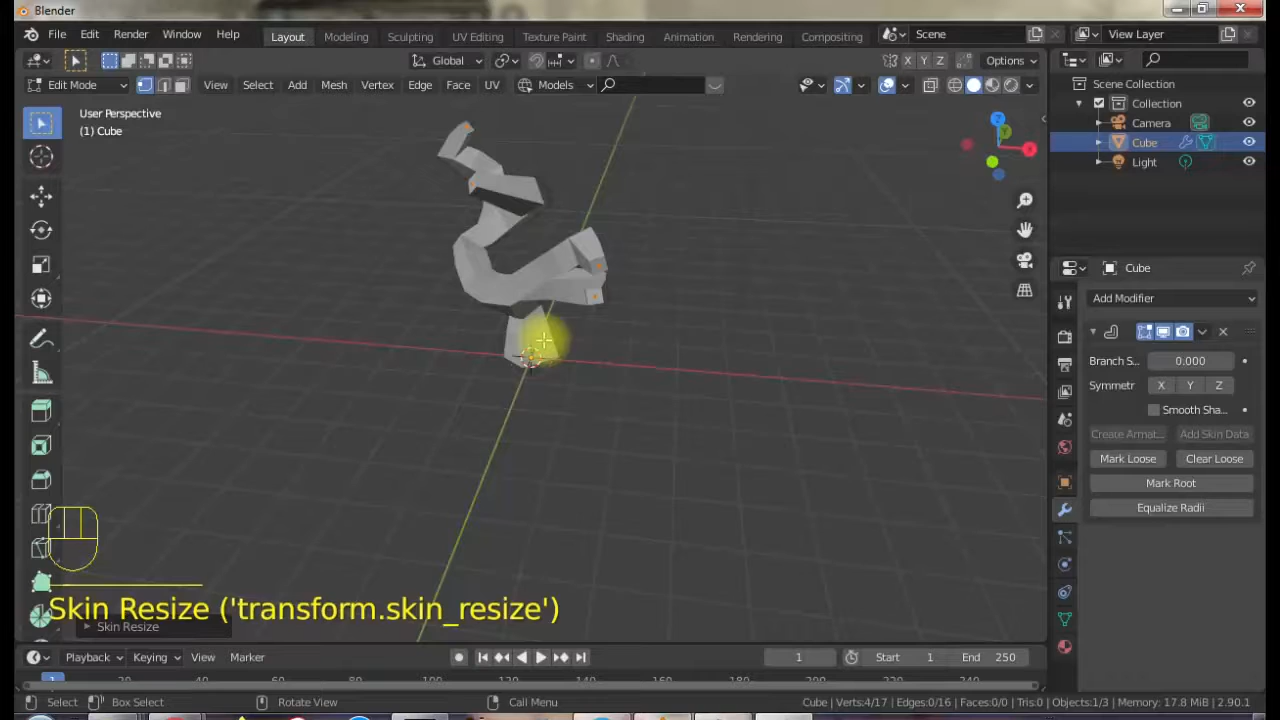 Blender
File Edit Render Window Help
Layout Modeling Sculpting UV Editing Texture Paint Shading Animation Rendering Compositing
Scene
View Layer
Global
X Y Z
Options
Edit Mode
View Select Add Mesh Vertex Edge Face UV
Models
User Perspective
(1) Cube
Z
Y
X
Scene Collection
Collection
Camera
Cube
Light
Cube
Add Modifier
Branch S... 0.000
Symmetr X Y Z
Smooth Sha...
Create Armat... Add Skin Data
Mark Loose Clear Loose
Mark Root
Equalize Radii
Skin Resize ('transform.skin_resize')
Skin Resize
Playback Keying View Marker
1
Start 1 End 250
1
Select Box Select Rotate View Call Menu
Cube | Verts:4/17 | Edges:0/16 | Faces:0/0 | Tris:0 | Objects:1/3 | Memory: 17.8 MiB | 2.90.1